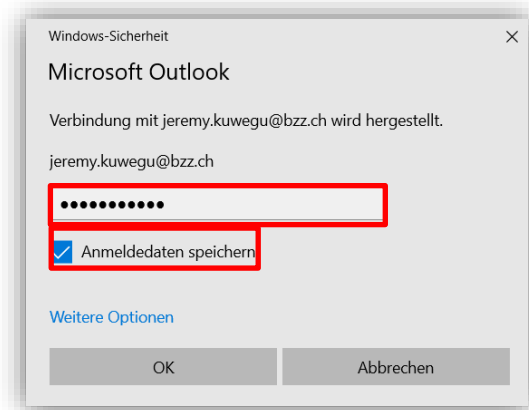 Windows-Sicherheit
Microsoft Outlook
Verbindung mit jeremy.kuwegu@bzz.ch wird hergestellt.
jeremy.kuwegu@bzz.ch
●●●●●●●●●●●
Anmeldedaten speichern
Weitere Optionen
OK
Abbrechen